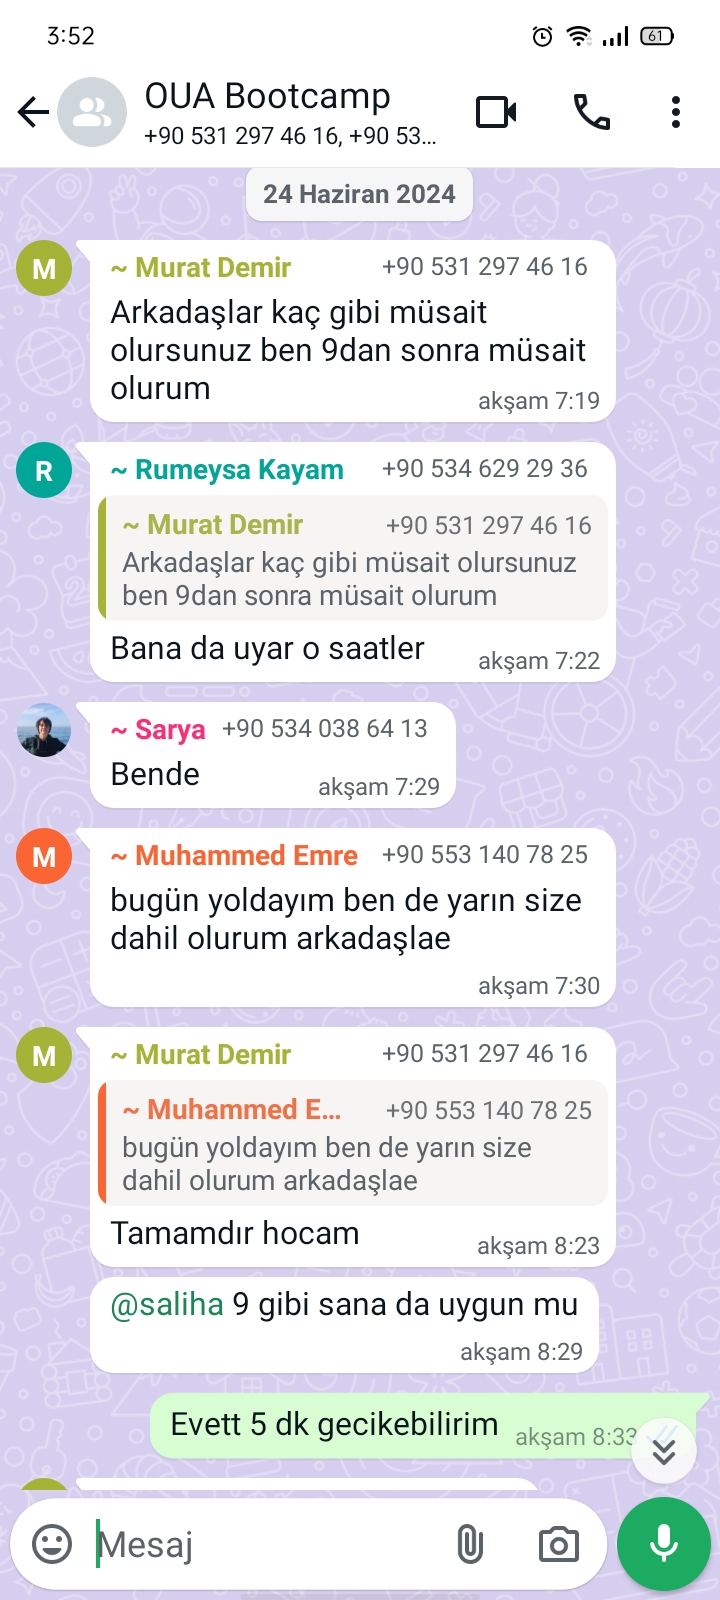 3:52
61
OUA Bootcamp
+90 531 297 46 16, +90 53...
24 Haziran 2024
M
~ Murat Demir +90 531 297 46 16
Arkadaşlar kaç gibi müsait
olursunuz ben 9dan sonra müsait
olurum
akşam 7:19
R
~ Rumeysa Kayam +90 534 629 29 36
~ Murat Demir +90 531 297 46 16
Arkadaşlar kaç gibi müsait olursunuz
ben 9dan sonra müsait olurum
Bana da uyar o saatler
akşam 7:22
~ Sarya +90 534 038 64 13
Bende
akşam 7:29
M
~ Muhammed Emre +90 553 140 78 25
bugün yoldayım ben de yarın size
dahil olurum arkadaşlae
akşam 7:30
M
~ Murat Demir +90 531 297 46 16
~ Muhammed E... +90 553 140 78 25
bugün yoldayım ben de yarın size
dahil olurum arkadaşlae
Tamamdır hocam
akşam 8:23
@saliha 9 gibi sana da uygun mu
akşam 8:29
Evett 5 dk gecikebilirim
akşam 8:33
Mesaj